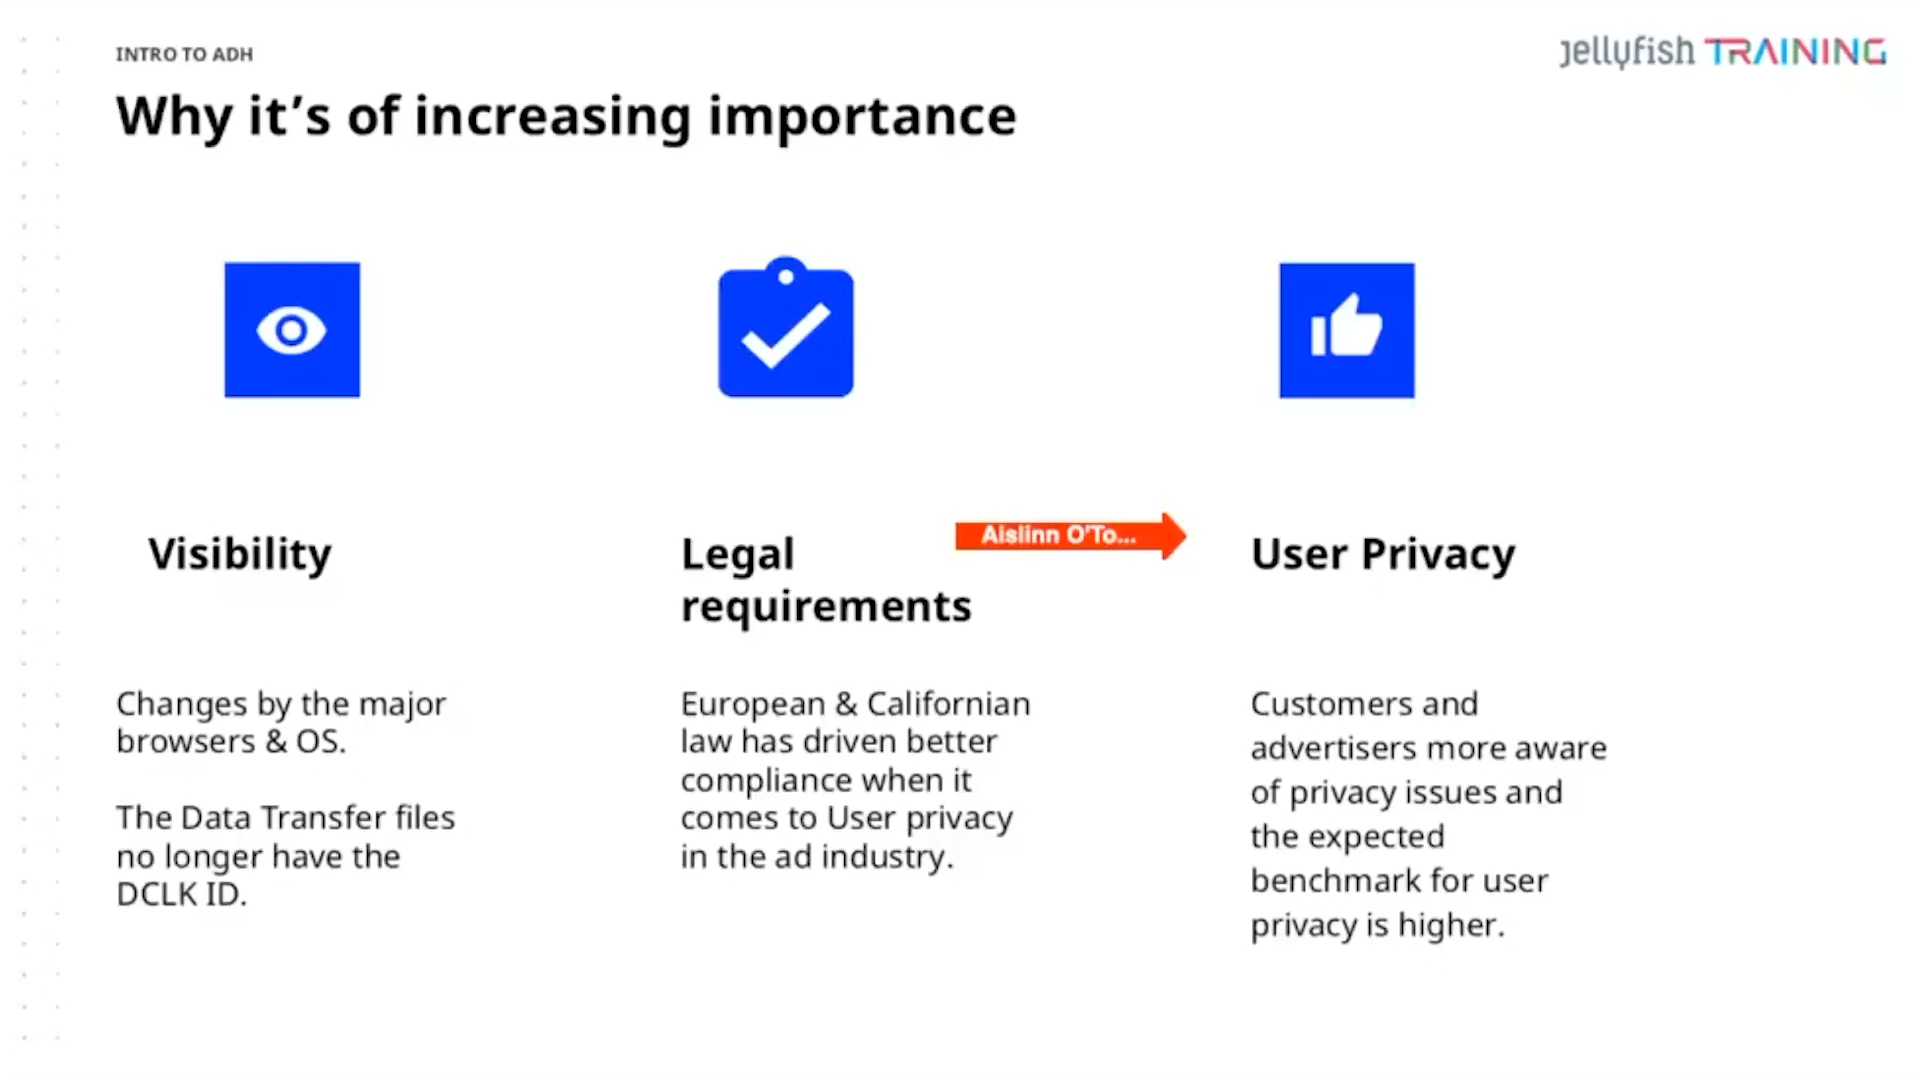 INTRO TO ADH
jellyfish TRAINING
Why it’s of increasing importance
Visibility
Changes by the major
browsers & OS.
The Data Transfer files
no longer have the
DCLK ID.
Legal
requirements
European & Californian
law has driven better
compliance when it
comes to User privacy
in the ad industry.
Aislinn O'To...
User Privacy
Customers and
advertisers more aware
of privacy issues and
the expected
benchmark for user
privacy is higher.